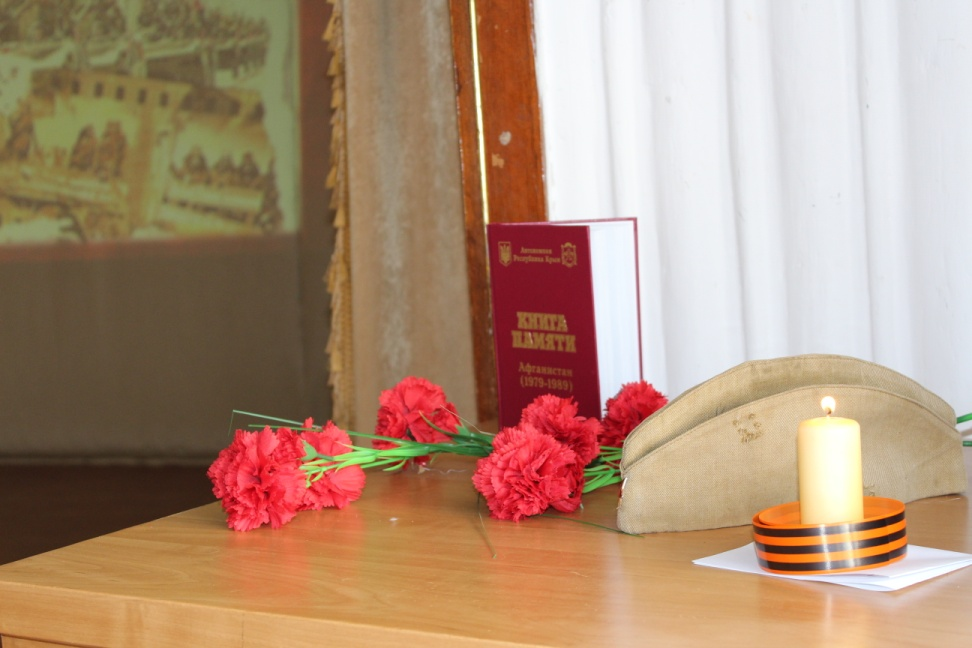 Автономная
Республика Крым
КНИГА
ПАМЯТИ
Афганистан
(1979-1989)